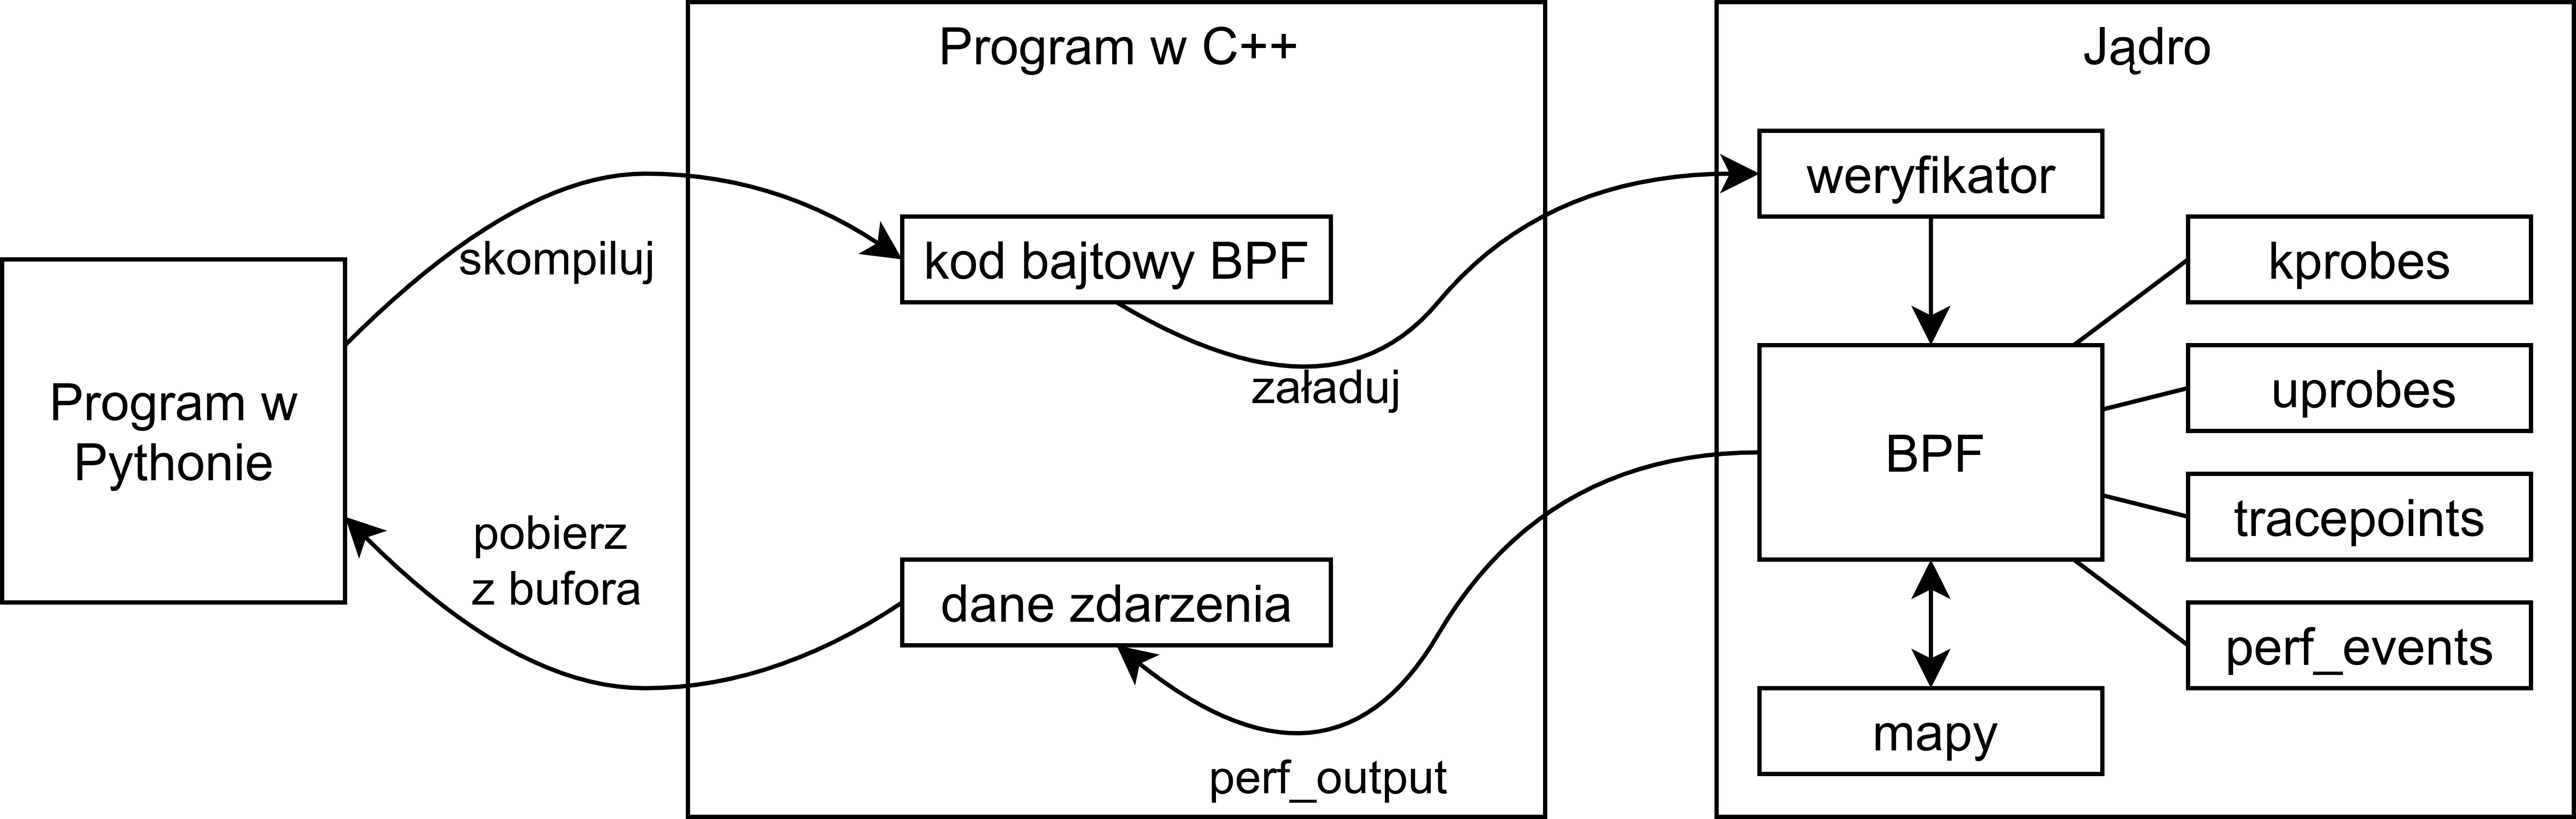 Program w C++
Jądro
weryfikator
skompiluj
kod bajtowy BPF
kprobes
załaduj
uprobes
Program w
Pythonie
BPF
tracepoints
pobierz
z bufora
dane zdarzenia
perf_events
mapy
perf_output